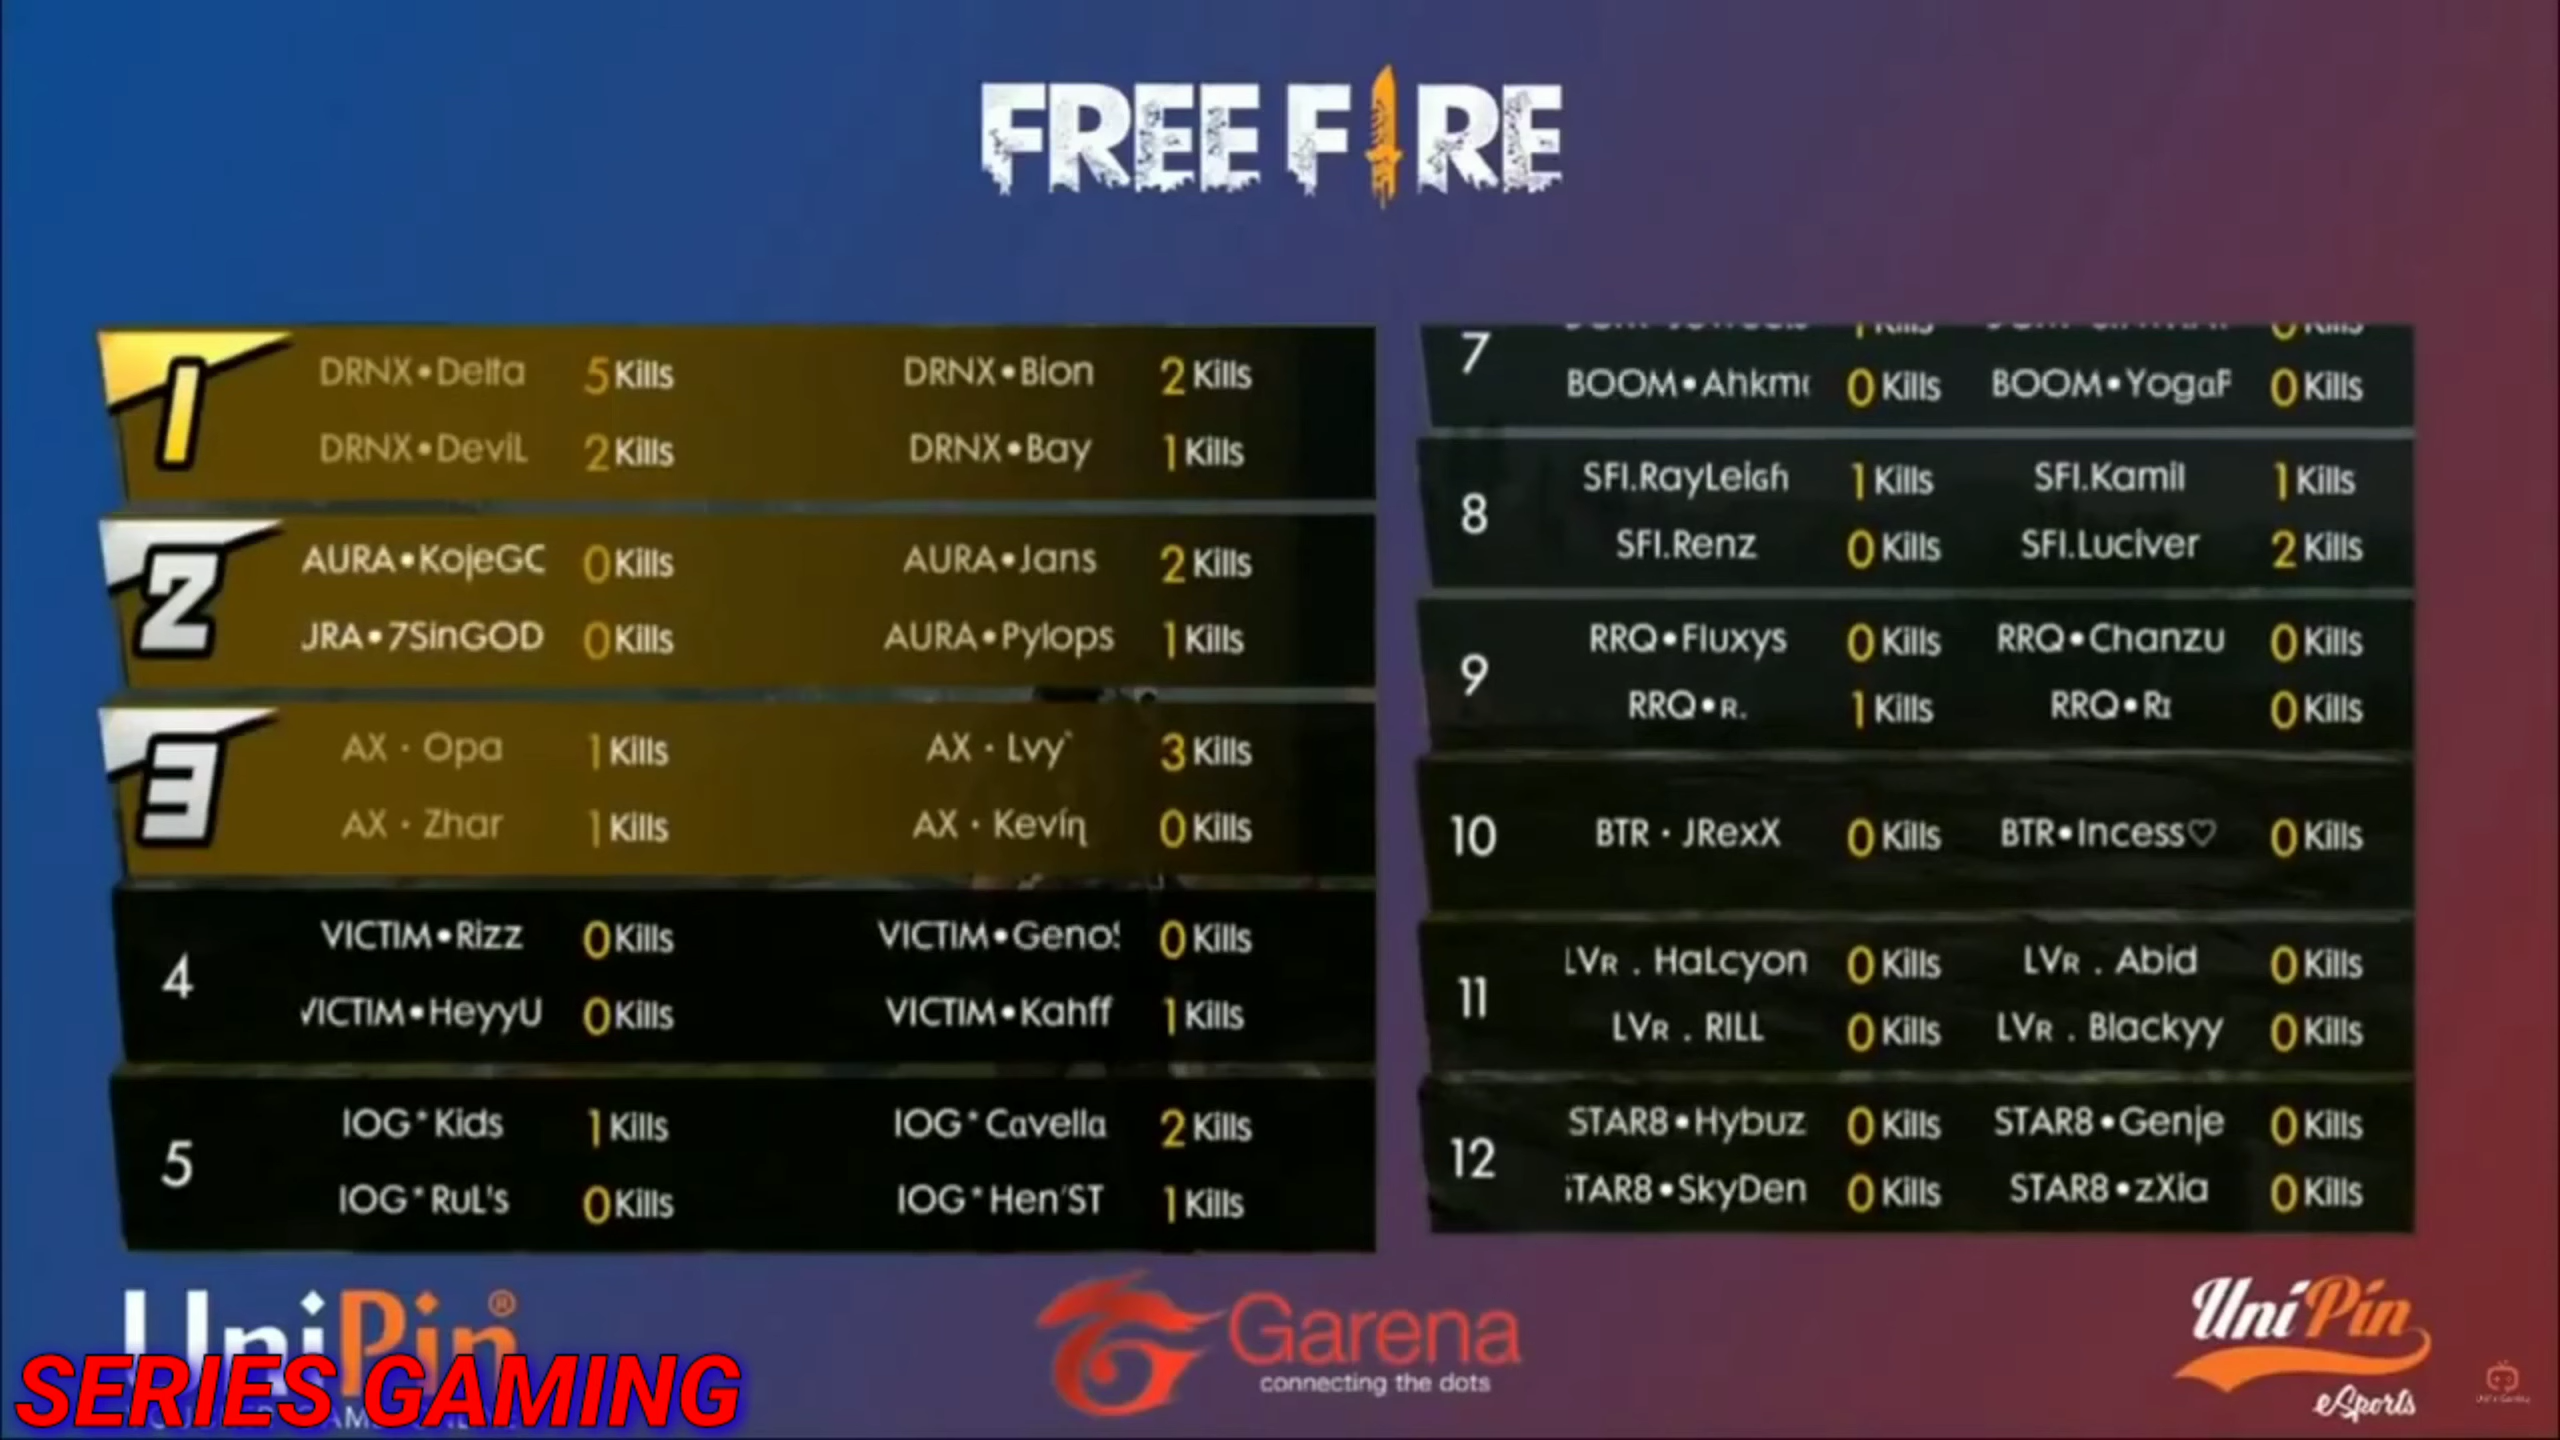 FREE FIRE
1
DRNX•Delta 5 Kills DRNX•Bion 2 Kills
DRNX•DeviL 2 Kills DRNX•Bay 1 Kills
2
AURA•KojeGC 0 Kills AURA•Jans 2 Kills
JRA•7SinGOD 0 Kills AURA•Pylops 1 Kills
3
AX · Opa 1 Kills AX · Lvy` 3 Kills
AX · Zhar 1 Kills AX · Kevíη 0 Kills
4
VICTIM•Rizz 0 Kills VICTIM•Geno 0 Kills
VICTIM•HeyyU 0 Kills VICTIM•Kahff 1 Kills
5
IOG*Kids 1 Kills IOG*Cavella 2 Kills
IOG*RuL's 0 Kills IOG*Hen'ST 1 Kills
7
1 Kills 0 Kills
BOOM•Ahkm 0 Kills BOOM•YogaF 0 Kills
8
SFI.RayLeiGh 1 Kills SFI.Kamil 1 Kills
SFI.Renz 0 Kills SFI.Luciver 2 Kills
9
RRQ•Fluxys 0 Kills RRQ•Chanzu 0 Kills
RRQ•R. 1 Kills RRQ•RI 0 Kills
10
BTR · JRexX 0 Kills BTR•Incess♡ 0 Kills
11
LVR . HaLcyon 0 Kills LVR . Abid 0 Kills
LVR . RILL 0 Kills LVR . Blackyy 0 Kills
12
STAR8•Hybuz 0 Kills STAR8•Genje 0 Kills
STAR8•SkyDen 0 Kills STAR8•zXia 0 Kills
UniPin®
SERIES GAMING
Garena
connecting the dots
UniPin
eSports